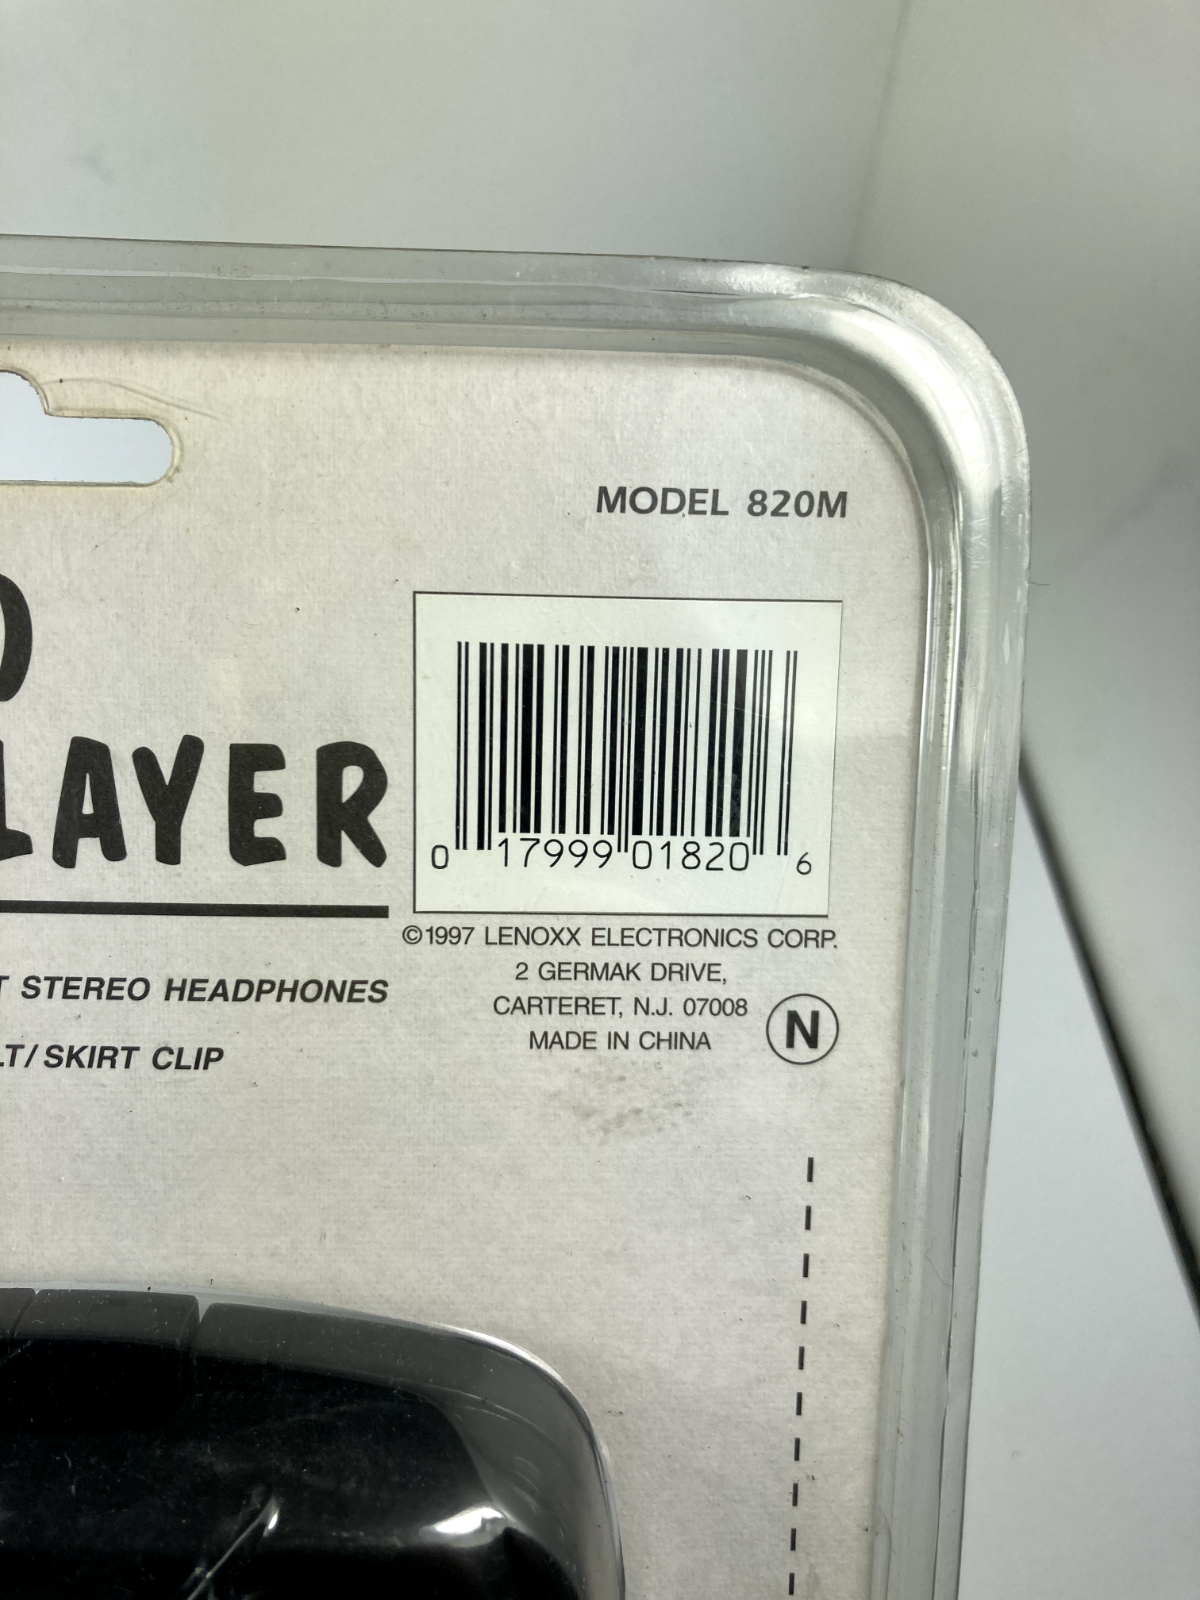 MODEL 820M
LAYER
0 17999 01820 6
©1997 LENOXX ELECTRONICS CORP.
2 GERMAK DRIVE,
T STEREO HEADPHONES
CARTERET, N.J. 07008
N
MADE IN CHINA
LT/SKIRT CLIP